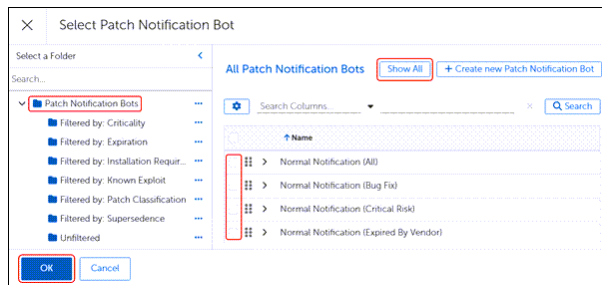 Select Patch Notification Bot
Select a Folder
Search...
Patch Notification Bots
Filtered by: Criticality
Filtered by: Expiration
Filtered by: Installation Requir...
Filtered by: Known Exploit
Filtered by: Patch Classification
Filtered by: Supersedence
Unfiltered
All Patch Notification Bots
Show All
+ Create new Patch Notification Bot
Search Columns...
Search
Name
Normal Notification (All)
Normal Notification (Bug Fix)
Normal Notification (Critical Risk)
Normal Notification (Expired By Vendor)
OK
Cancel